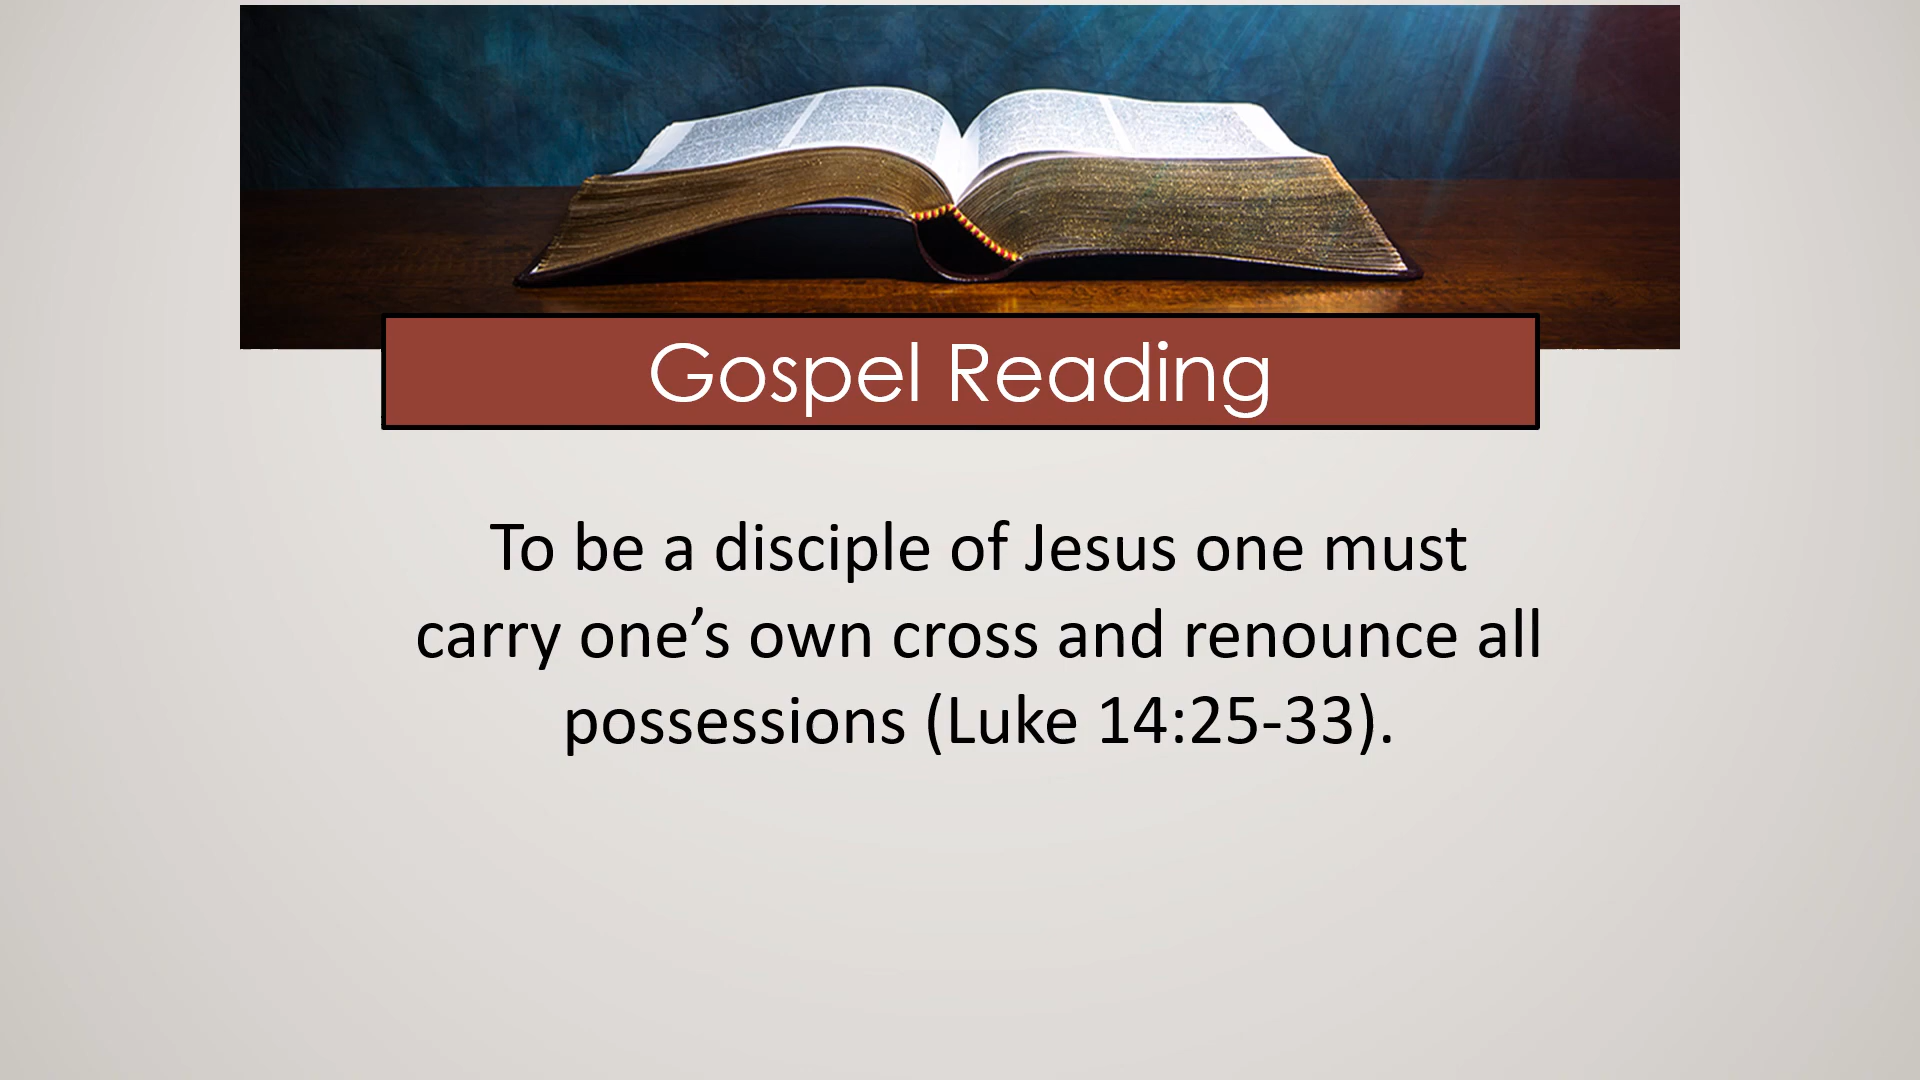 Gospel Reading
To be a disciple of Jesus one must
carry one’s own cross and renounce all
possessions (Luke 14:25-33).